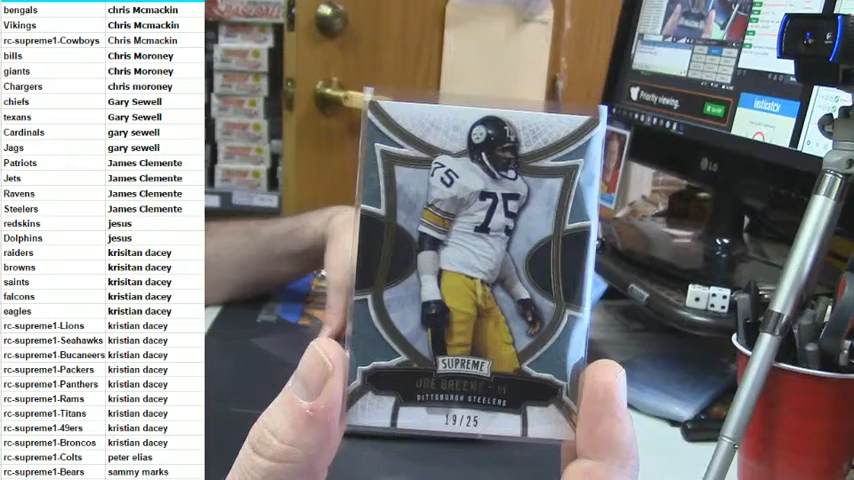 bengals chris Mcmackin
Vikings chris Mcmackin
rc-supreme1-Cowboys Chris Mcmackin
bills Chris Moroney
giants Chris Moroney
Chargers chris moroney
chiefs Gary Sewell
texans Gary Sewell
Cardinals gary sewell
Jags gary sewell
Patriots James Clemente
Jets James Clemente
Ravens James Clemente
Steelers James Clemente
redskins jesus
Dolphins jesus
raiders krisitan dacey
browns krisitan dacey
saints kristian dacey
falcons kristian dacey
eagles kristian dacey
rc-supreme1-Lions kristian dacey
rc-supreme1-Seahawks kristian dacey
rc-supreme1-Bucaneers kristian dacey
rc-supreme1-Packers kristian dacey
rc-supreme1-Panthers kristian dacey
rc-supreme1-Rams kristian dacey
rc-supreme1-Titans kristian dacey
rc-supreme1-49ers kristian dacey
rc-supreme1-Broncos kristian dacey
rc-supreme1-Colts peter elias
rc-supreme1-Bears sammy marks
Priority viewing.
LG
75
75
SUPREME
JOE GREENE - DT
PITTSBURGH STEELERS
19/25